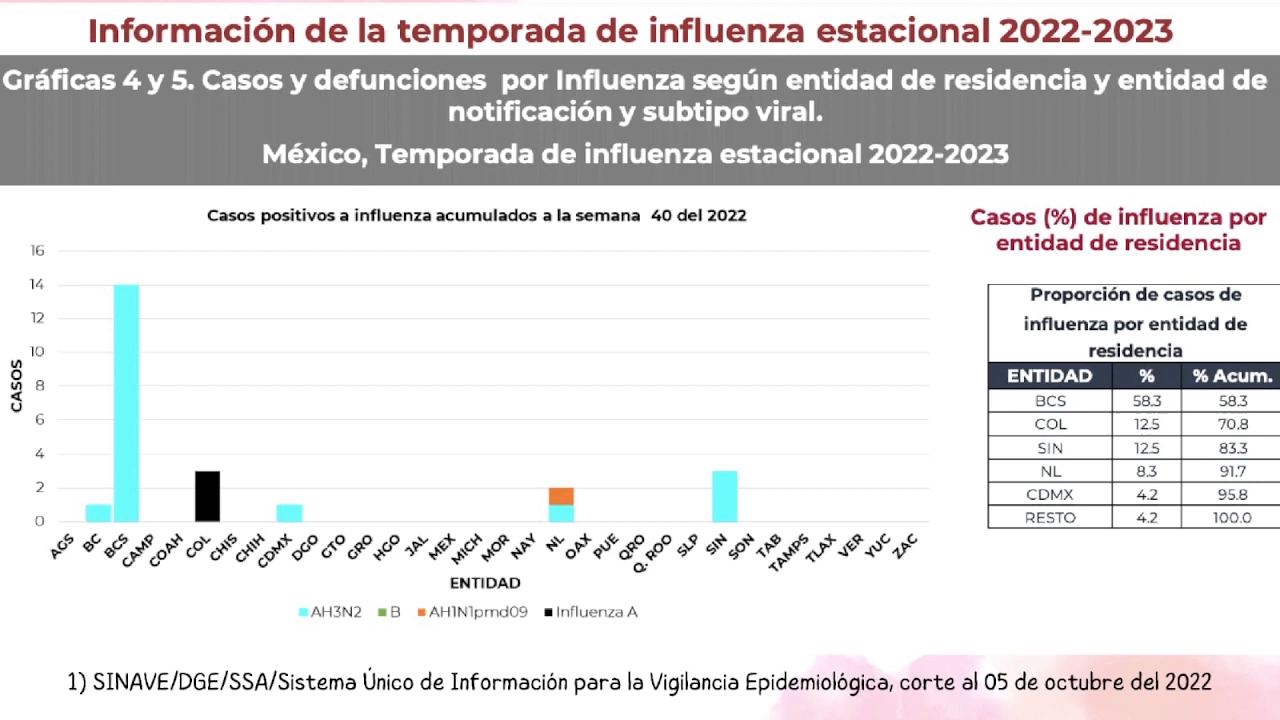 Información de la temporada de influenza estacional 2022-2023
Gráficas 4 y 5. Casos y defunciones por Influenza según entidad de residencia y entidad de
notificación y subtipo viral.
México, Temporada de influenza estacional 2022-2023
Casos positivos a influenza acumulados a la semana 40 del 2022
16
14
12
10
8
6
4
2
0
CASOS
AGS BC BCS CAMP COAH COL CHIS CHIH CDMX DGO GTO GRO HGO JAL MEX MICH MOR NAY NL OAX PUE QRO Q. ROO SLP SIN SON TAB TAMPS TLAX VER YUC ZAC
ENTIDAD
AH3N2 B AH1N1pmd09 Influenza A
Casos (%) de influenza por
entidad de residencia
Proporción de casos de
influenza por entidad de
residencia
ENTIDAD % % Acum.
BCS 58.3 58.3
COL 12.5 70.8
SIN 12.5 83.3
NL 8.3 91.7
CDMX 4.2 95.8
RESTO 4.2 100.0
1) SINAVE/DGE/SSA/Sistema Único de Información para la Vigilancia Epidemiológica, corte al 05 de octubre del 2022